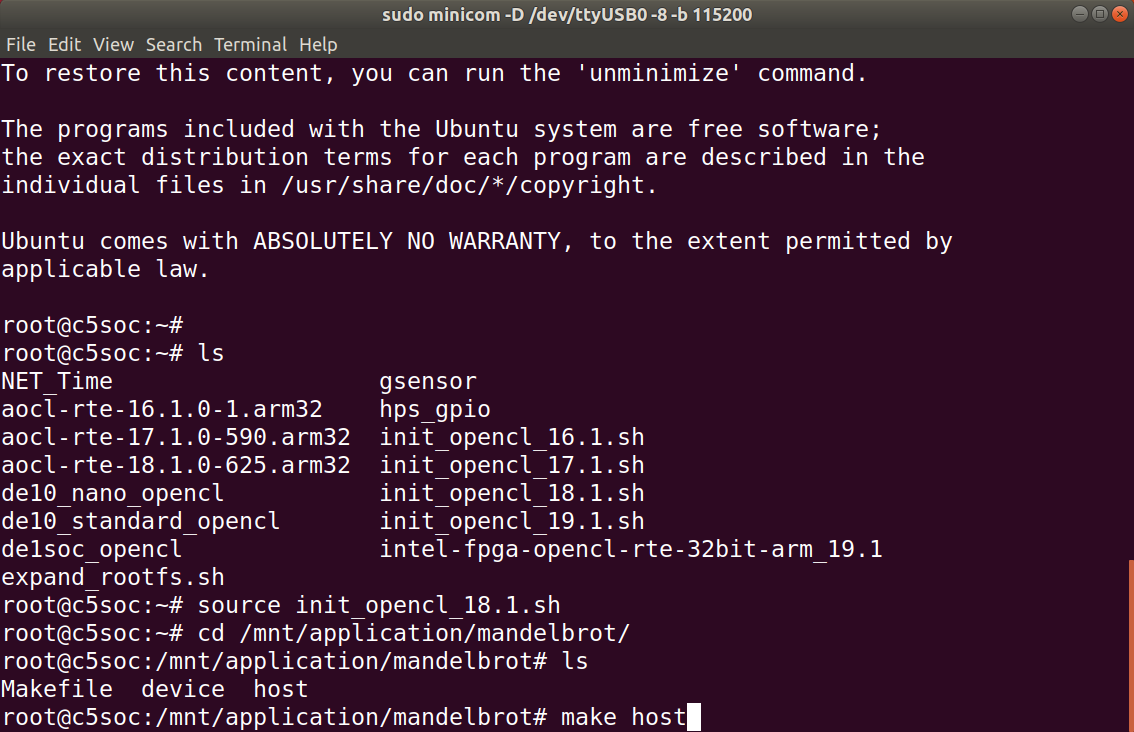 sudo minicom -D /dev/ttyUSB0 -8 -b 115200
File Edit View Search Terminal Help
To restore this content, you can run the 'unminimize' command.
The programs included with the Ubuntu system are free software;
the exact distribution terms for each program are described in the
individual files in /usr/share/doc/*/copyright.
Ubuntu comes with ABSOLUTELY NO WARRANTY, to the extent permitted by
applicable law.
root@c5soc:~#
root@c5soc:~# ls
NET_Time                   gsensor
aocl-rte-16.1.0-1.arm32    hps_gpio
aocl-rte-17.1.0-590.arm32  init_opencl_16.1.sh
aocl-rte-18.1.0-625.arm32  init_opencl_17.1.sh
de10_nano_opencl           init_opencl_18.1.sh
de10_standard_opencl       init_opencl_19.1.sh
de1soc_opencl              intel-fpga-opencl-rte-32bit-arm_19.1
expand_rootfs.sh
root@c5soc:~# source init_opencl_18.1.sh
root@c5soc:~# cd /mnt/application/mandelbrot/
root@c5soc:/mnt/application/mandelbrot# ls
Makefile  device  host
root@c5soc:/mnt/application/mandelbrot# make host